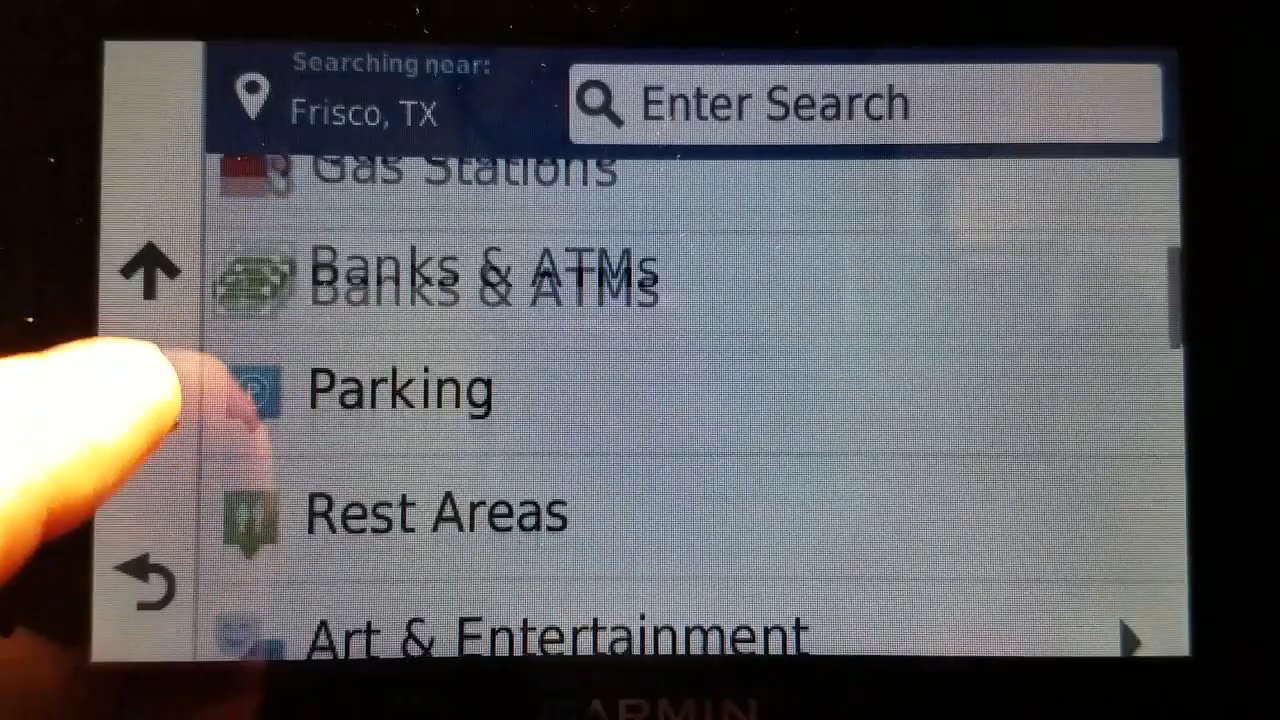 Searching near:
Frisco, TX
Enter Search
Gas Stations
Banks & ATMs
Parking
Rest Areas
Art & Entertainment
GARMIN